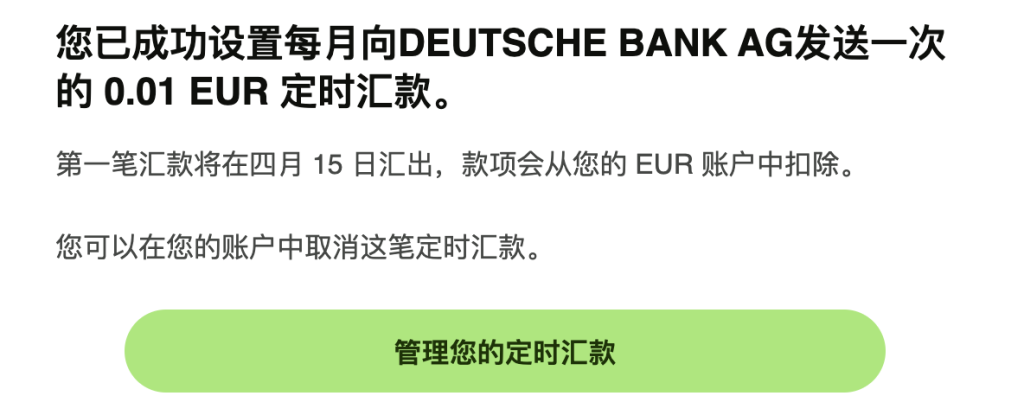 您已成功设置每月向DEUTSCHE BANK AG发送一次
的 0.01 EUR 定时汇款。
第一笔汇款将在四月 15 日汇出，款项会从您的 EUR 账户中扣除。
您可以在您的账户中取消这笔定时汇款。
管理您的定时汇款